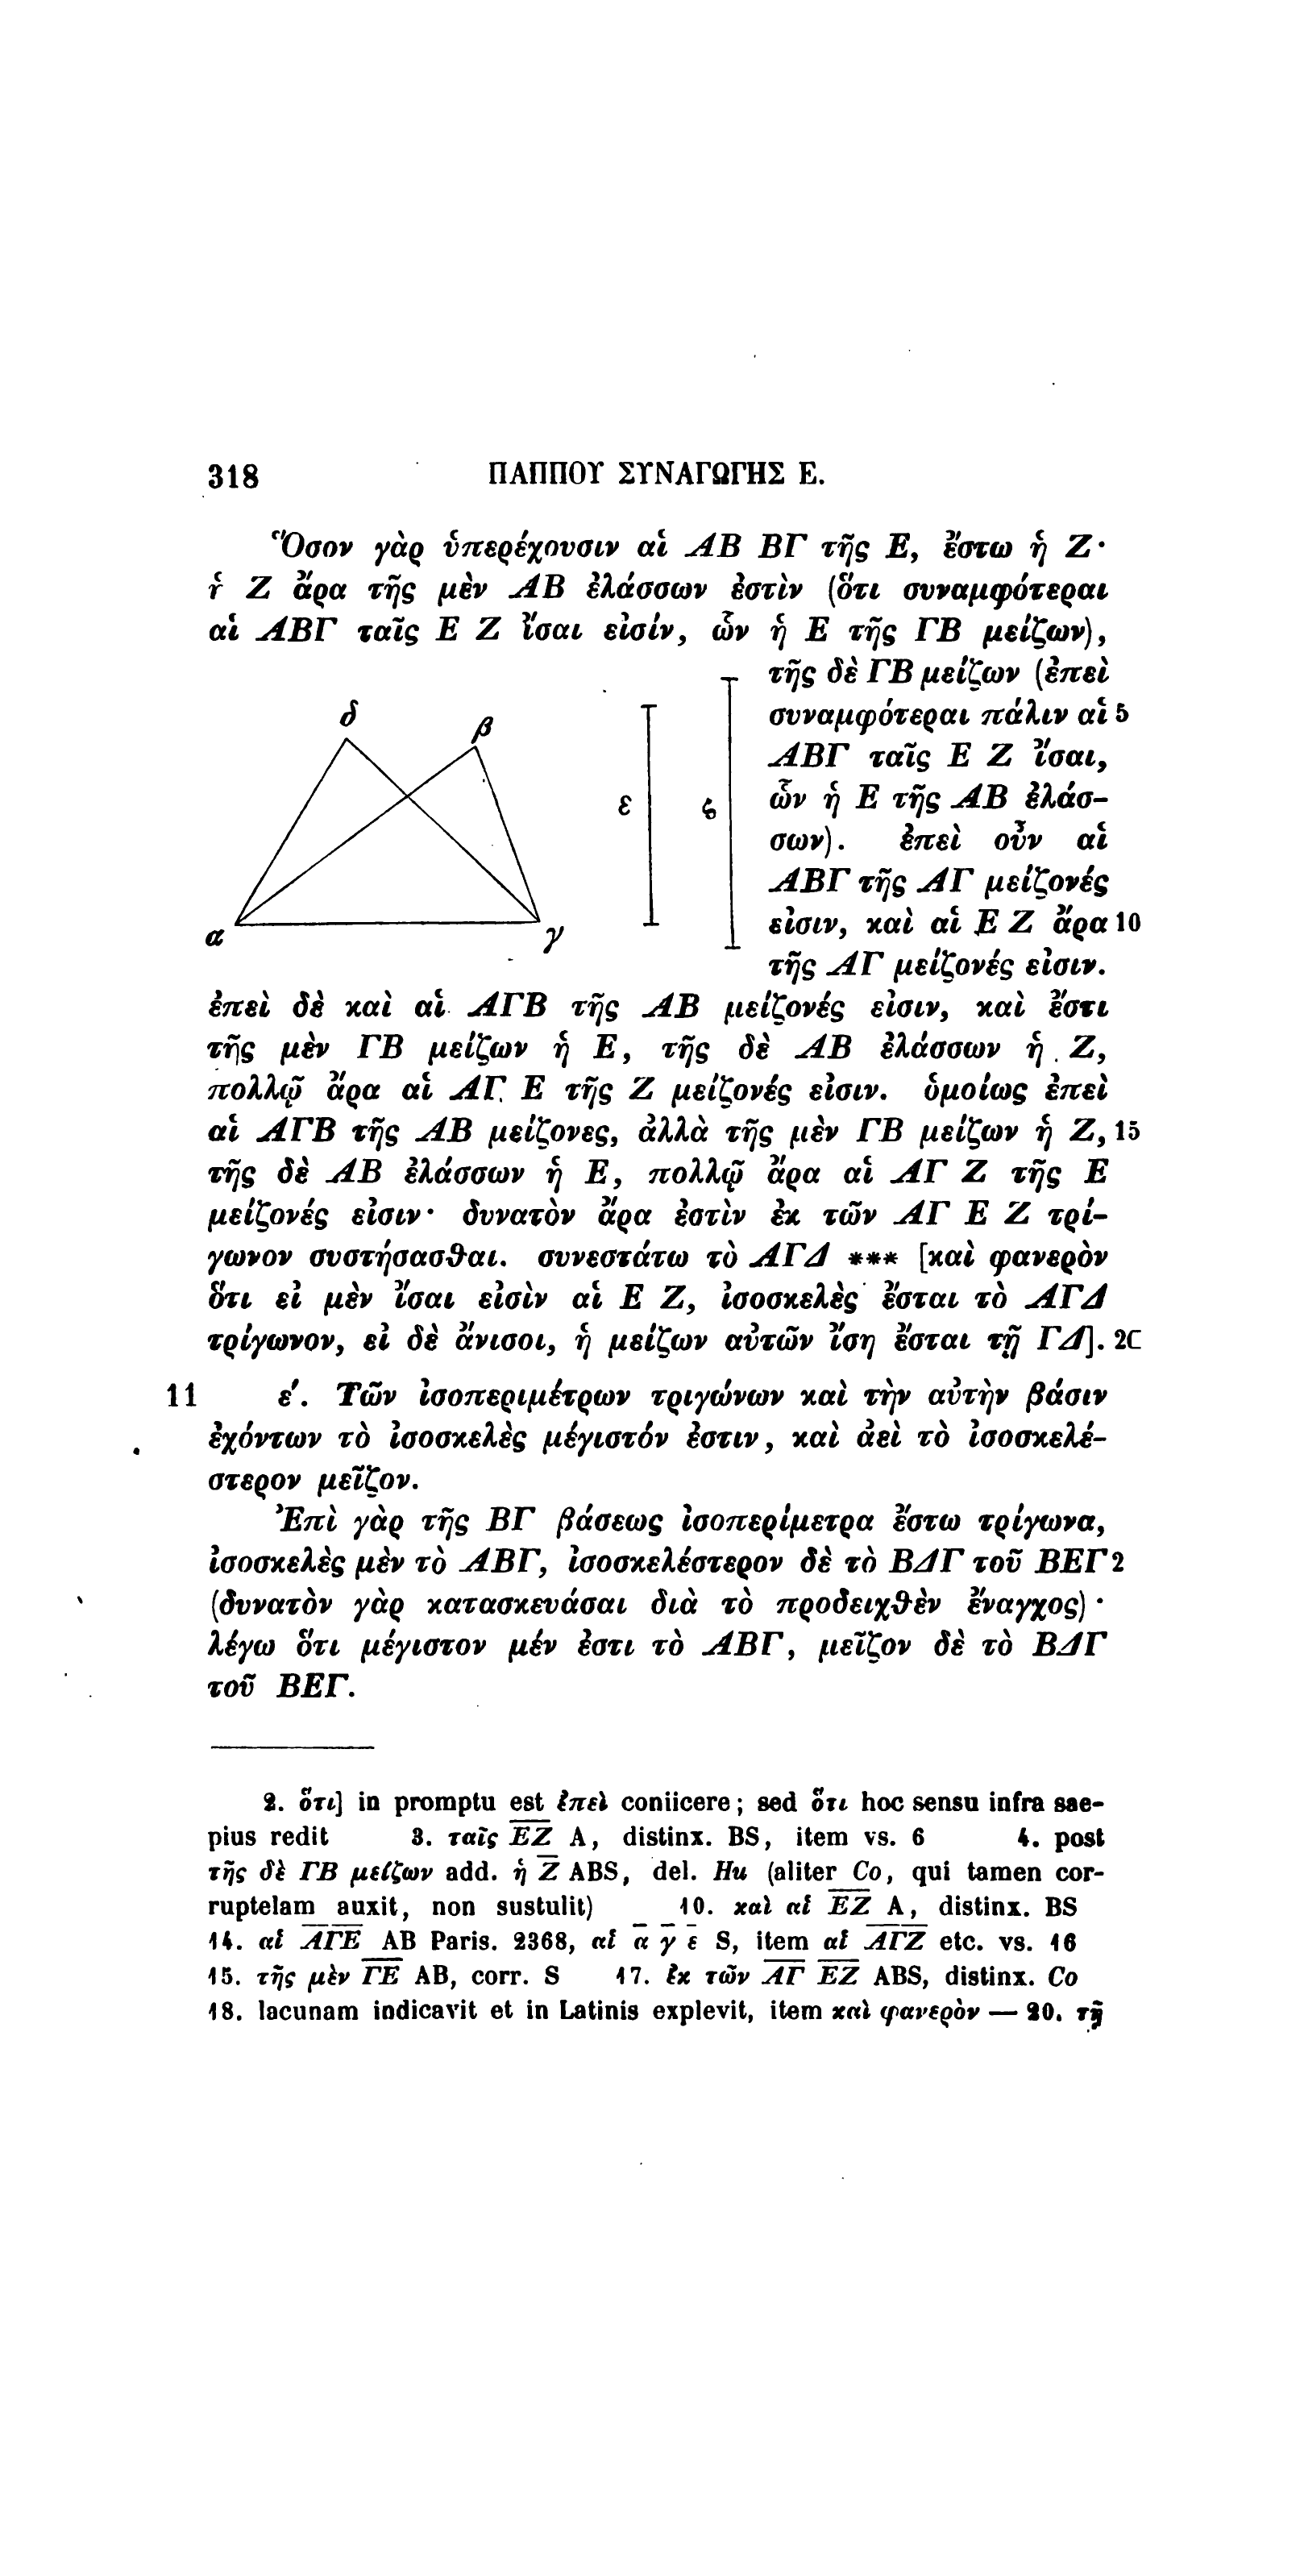 318 ΠΑΠΠΟΥ ΣΥΝΑΓΩΓΗΣ Ε.
Ὅσον γὰρ ὑπερέχουσιν αἱ ΑΒ ΒΓ τῆς Ε, ἔστω ἡ Ζ·
ἡ Ζ ἄρα τῆς μὲν ΑΒ ἐλάσσων ἐστὶν (ὅτι συναμφότεραι
αἱ ΑΒΓ ταῖς Ε Ζ ἴσαι εἰσίν, ὧν ἡ Ε τῆς ΓΒ μείζων),
τῆς δὲ ΓΒ μείζων (ἐπεὶ
συναμφότεραι πάλιν αἱ 5
ΑΒΓ ταῖς Ε Ζ ἴσαι,
ὧν ἡ Ε τῆς ΑΒ ἐλάσ-
σων). ἐπεὶ οὖν αἱ
ΑΒΓ τῆς ΑΓ μείζονές
εἰσιν, καὶ αἱ Ε Ζ ἄρα 10
τῆς ΑΓ μείζονές εἰσιν.
δ
β
ε
ς
α
γ
ἐπεὶ δὲ καὶ αἱ ΑΓΒ τῆς ΑΒ μείζονές εἰσιν, καὶ ἔστι
τῆς μὲν ΓΒ μείζων ἡ Ε, τῆς δὲ ΑΒ ἐλάσσων ἡ Ζ,
πολλῷ ἄρα αἱ ΑΓ Ε τῆς Ζ μείζονές εἰσιν. ὁμοίως ἐπεὶ
αἱ ΑΓΒ τῆς ΑΒ μείζονες, ἀλλὰ τῆς μὲν ΓΒ μείζων ἡ Ζ, 15
τῆς δὲ ΑΒ ἐλάσσων ἡ Ε, πολλῷ ἄρα αἱ ΑΓ Ζ τῆς Ε
μείζονές εἰσιν· δυνατὸν ἄρα ἐστὶν ἐκ τῶν ΑΓ Ε Ζ τρί-
γωνον συστήσασθαι. συνεστάτω τὸ ΑΓΔ *** [καὶ φανερὸν
ὅτι εἰ μὲν ἴσαι εἰσὶν αἱ Ε Ζ, ἰσοσκελὲς ἔσται τὸ ΑΓΔ
τρίγωνον, εἰ δὲ ἄνισοι, ἡ μείζων αὐτῶν ἴση ἔσται τῇ ΓΔ]. 20
11 ε΄. Τῶν ἰσοπεριμέτρων τριγώνων καὶ τὴν αὐτὴν βάσιν
ἐχόντων τὸ ἰσοσκελὲς μέγιστόν ἐστιν, καὶ ἀεὶ τὸ ἰσοσκελέ-
στερον μεῖζον.
Ἐπὶ γὰρ τῆς ΒΓ βάσεως ἰσοπερίμετρα ἔστω τρίγωνα,
ἰσοσκελὲς μὲν τὸ ΑΒΓ, ἰσοσκελέστερον δὲ τὸ ΒΔΓ τοῦ ΒΕΓ 2
(δυνατὸν γὰρ κατασκευάσαι διὰ τὸ προδειχθὲν ἔναγχος)·
λέγω ὅτι μέγιστον μέν ἐστι τὸ ΑΒΓ, μεῖζον δὲ τὸ ΒΔΓ
τοῦ ΒΕΓ.
2. ὅτι] in promptu est ἐπεὶ coniicere; sed ὅτι hoc sensu infra sae-
pius redit 3. ταῖς ΕΖ A, distinx. BS, item vs. 6 4. post
τῆς δὲ ΓΒ μείζων add. ἡ Ζ ABS, del. Hu (aliter Co, qui tamen cor-
ruptelam auxit, non sustulit) 10. καὶ αἱ ΕΖ A, distinx. BS
14. αἱ ΑΓΕ AB Paris. 2368, αἱ α γ ε S, item αἱ ΑΓΖ etc. vs. 16
15. τῆς μὲν ΓΕ AB, corr. S 17. ἐκ τῶν ΑΓ ΕΖ ABS, distinx. Co
18. lacunam indicavit et in Latinis explevit, item καὶ φανερὸν — 20. τῇ